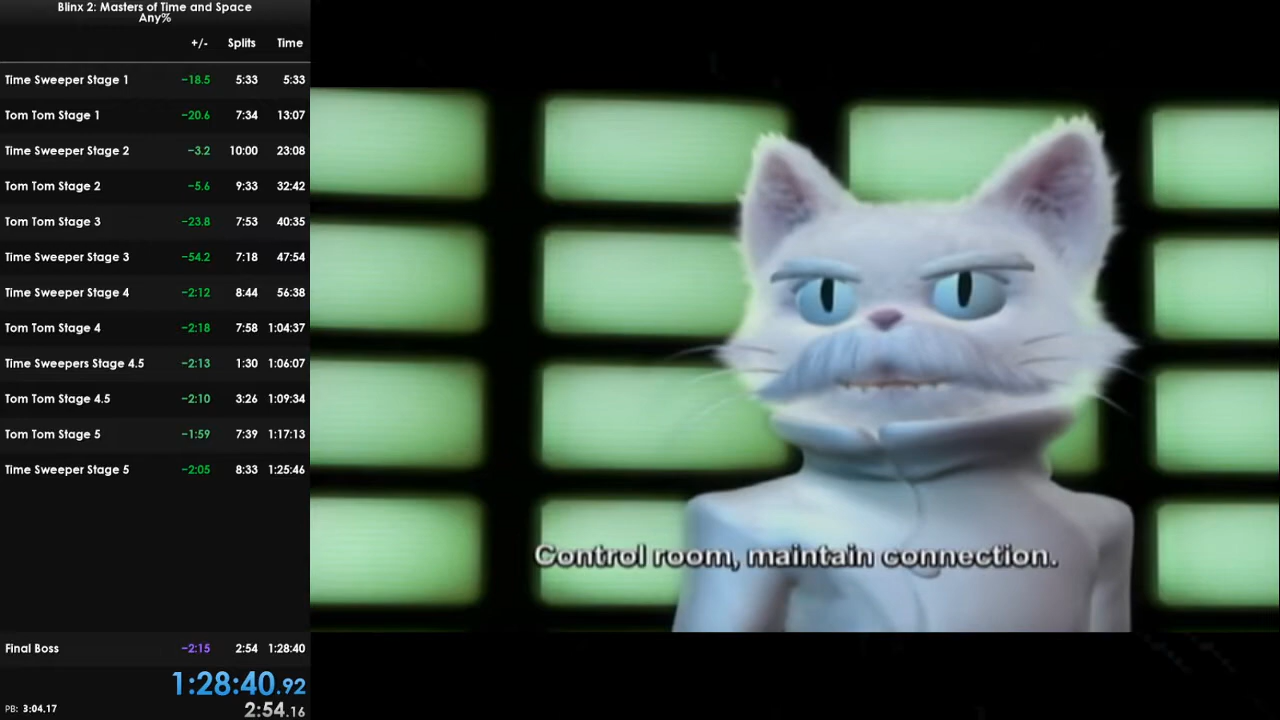 Blinx 2: Masters of Time and Space
Any%
+/- Splits Time
Time Sweeper Stage 1 −18.5 5:33 5:33
Tom Tom Stage 1 −20.6 7:34 13:07
Time Sweeper Stage 2 −3.2 10:00 23:08
Tom Tom Stage 2 −5.6 9:33 32:42
Tom Tom Stage 3 −23.8 7:53 40:35
Time Sweeper Stage 3 −54.2 7:18 47:54
Time Sweeper Stage 4 −2:12 8:44 56:38
Tom Tom Stage 4 −2:18 7:58 1:04:37
Time Sweepers Stage 4.5 −2:13 1:30 1:06:07
Tom Tom Stage 4.5 −2:10 3:26 1:09:34
Tom Tom Stage 5 −1:59 7:39 1:17:13
Time Sweeper Stage 5 −2:05 8:33 1:25:46
Control room, maintain connection.
Final Boss −2:15 2:54 1:28:40
1:28:40.92
PB: 3:04.17 2:54.16